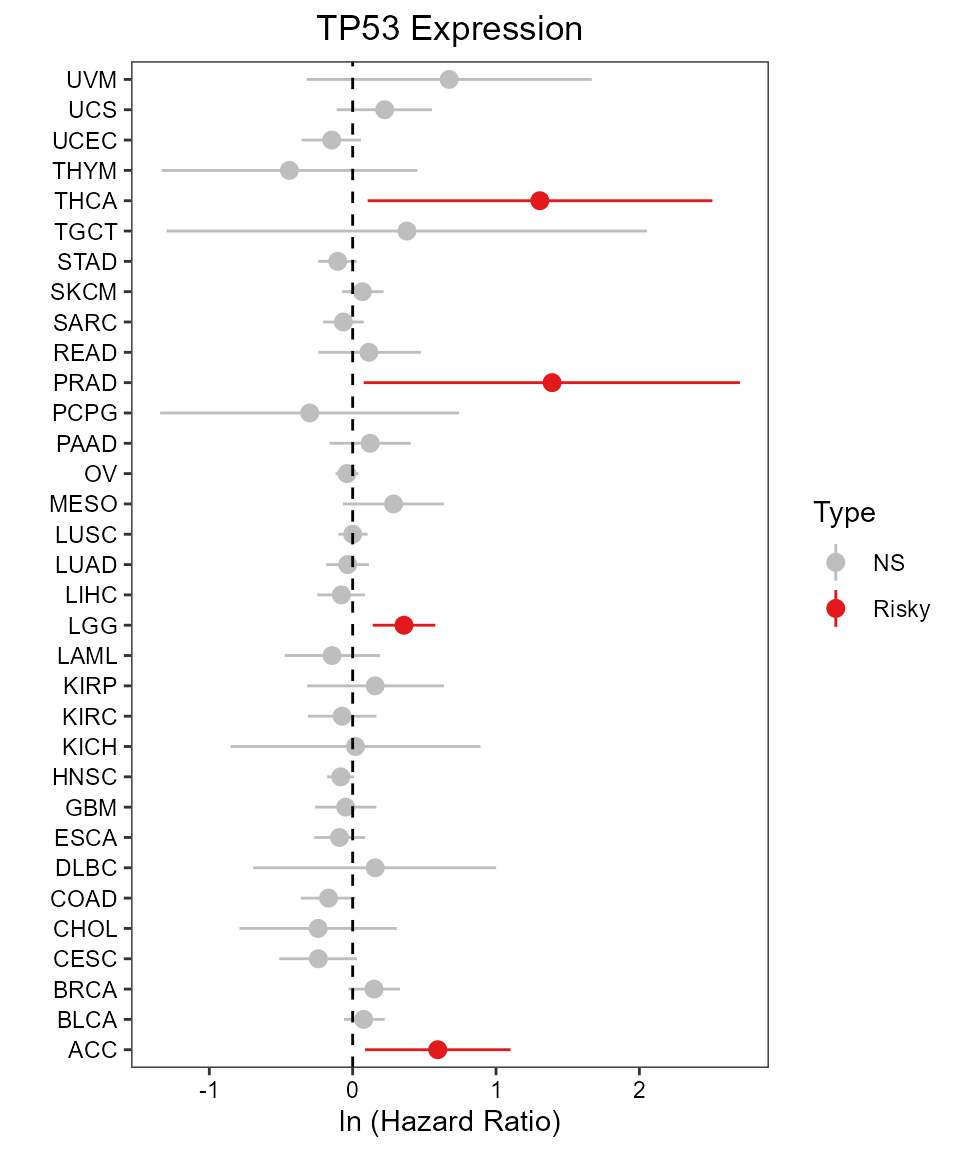 TP53 Expression
UVM
UCS
UCEC
THYM
THCA
TGCT
STAD
SKCM
SARC
READ
PRAD
PCPG
PAAD
OV
MESO
LUSC
LUAD
LIHC
LGG
LAML
KIRP
KIRC
KICH
HNSC
GBM
ESCA
DLBC
COAD
CHOL
CESC
BRCA
BLCA
ACC
-1 0 1 2
ln (Hazard Ratio)
Type
NS
Risky